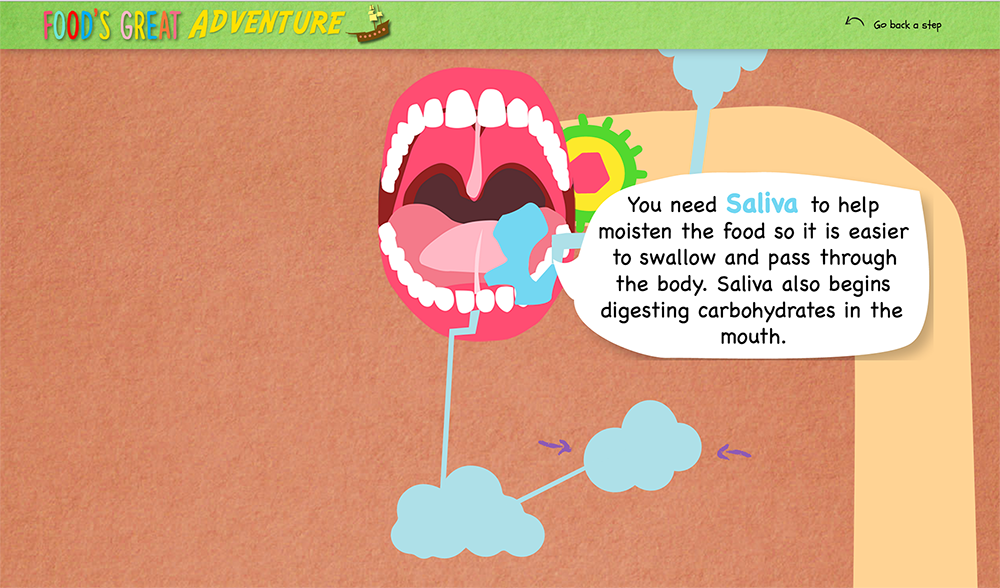 FOOD'S GREAT ADVENTURE
Go back a step
You need Saliva to help
moisten the food so it is easier
to swallow and pass through
the body. Saliva also begins
digesting carbohydrates in the
mouth.